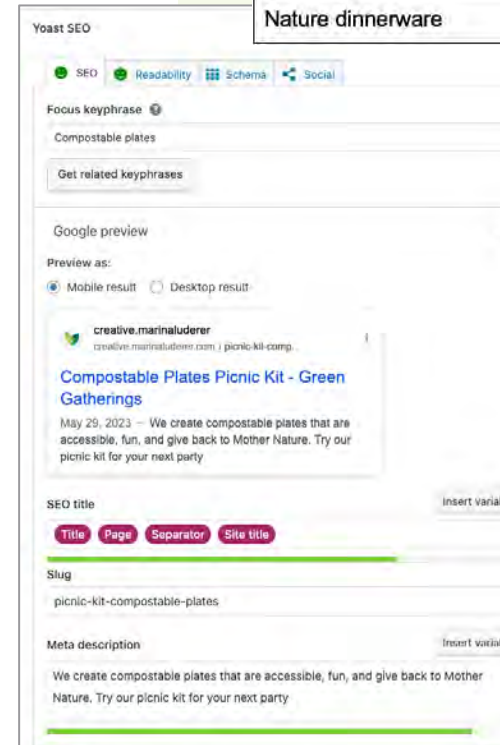 Nature dinnerware
Yoast SEO
SEO Readability Schema Social
Focus keyphrase
Compostable plates
Get related keyphrases
Google preview
Preview as:
Mobile result Desktop result
creative.marinaluderer
creative.marinaluderer.com › picnic-kit-comp...
Compostable Plates Picnic Kit - Green
Gatherings
May 29, 2023 — We create compostable plates that are
accessible, fun, and give back to Mother Nature. Try our
picnic kit for your next party
SEO title Insert varia
Title Page Separator Site title
Slug
picnic-kit-compostable-plates
Meta description Insert varia
We create compostable plates that are accessible, fun, and give back to Mother
Nature. Try our picnic kit for your next party